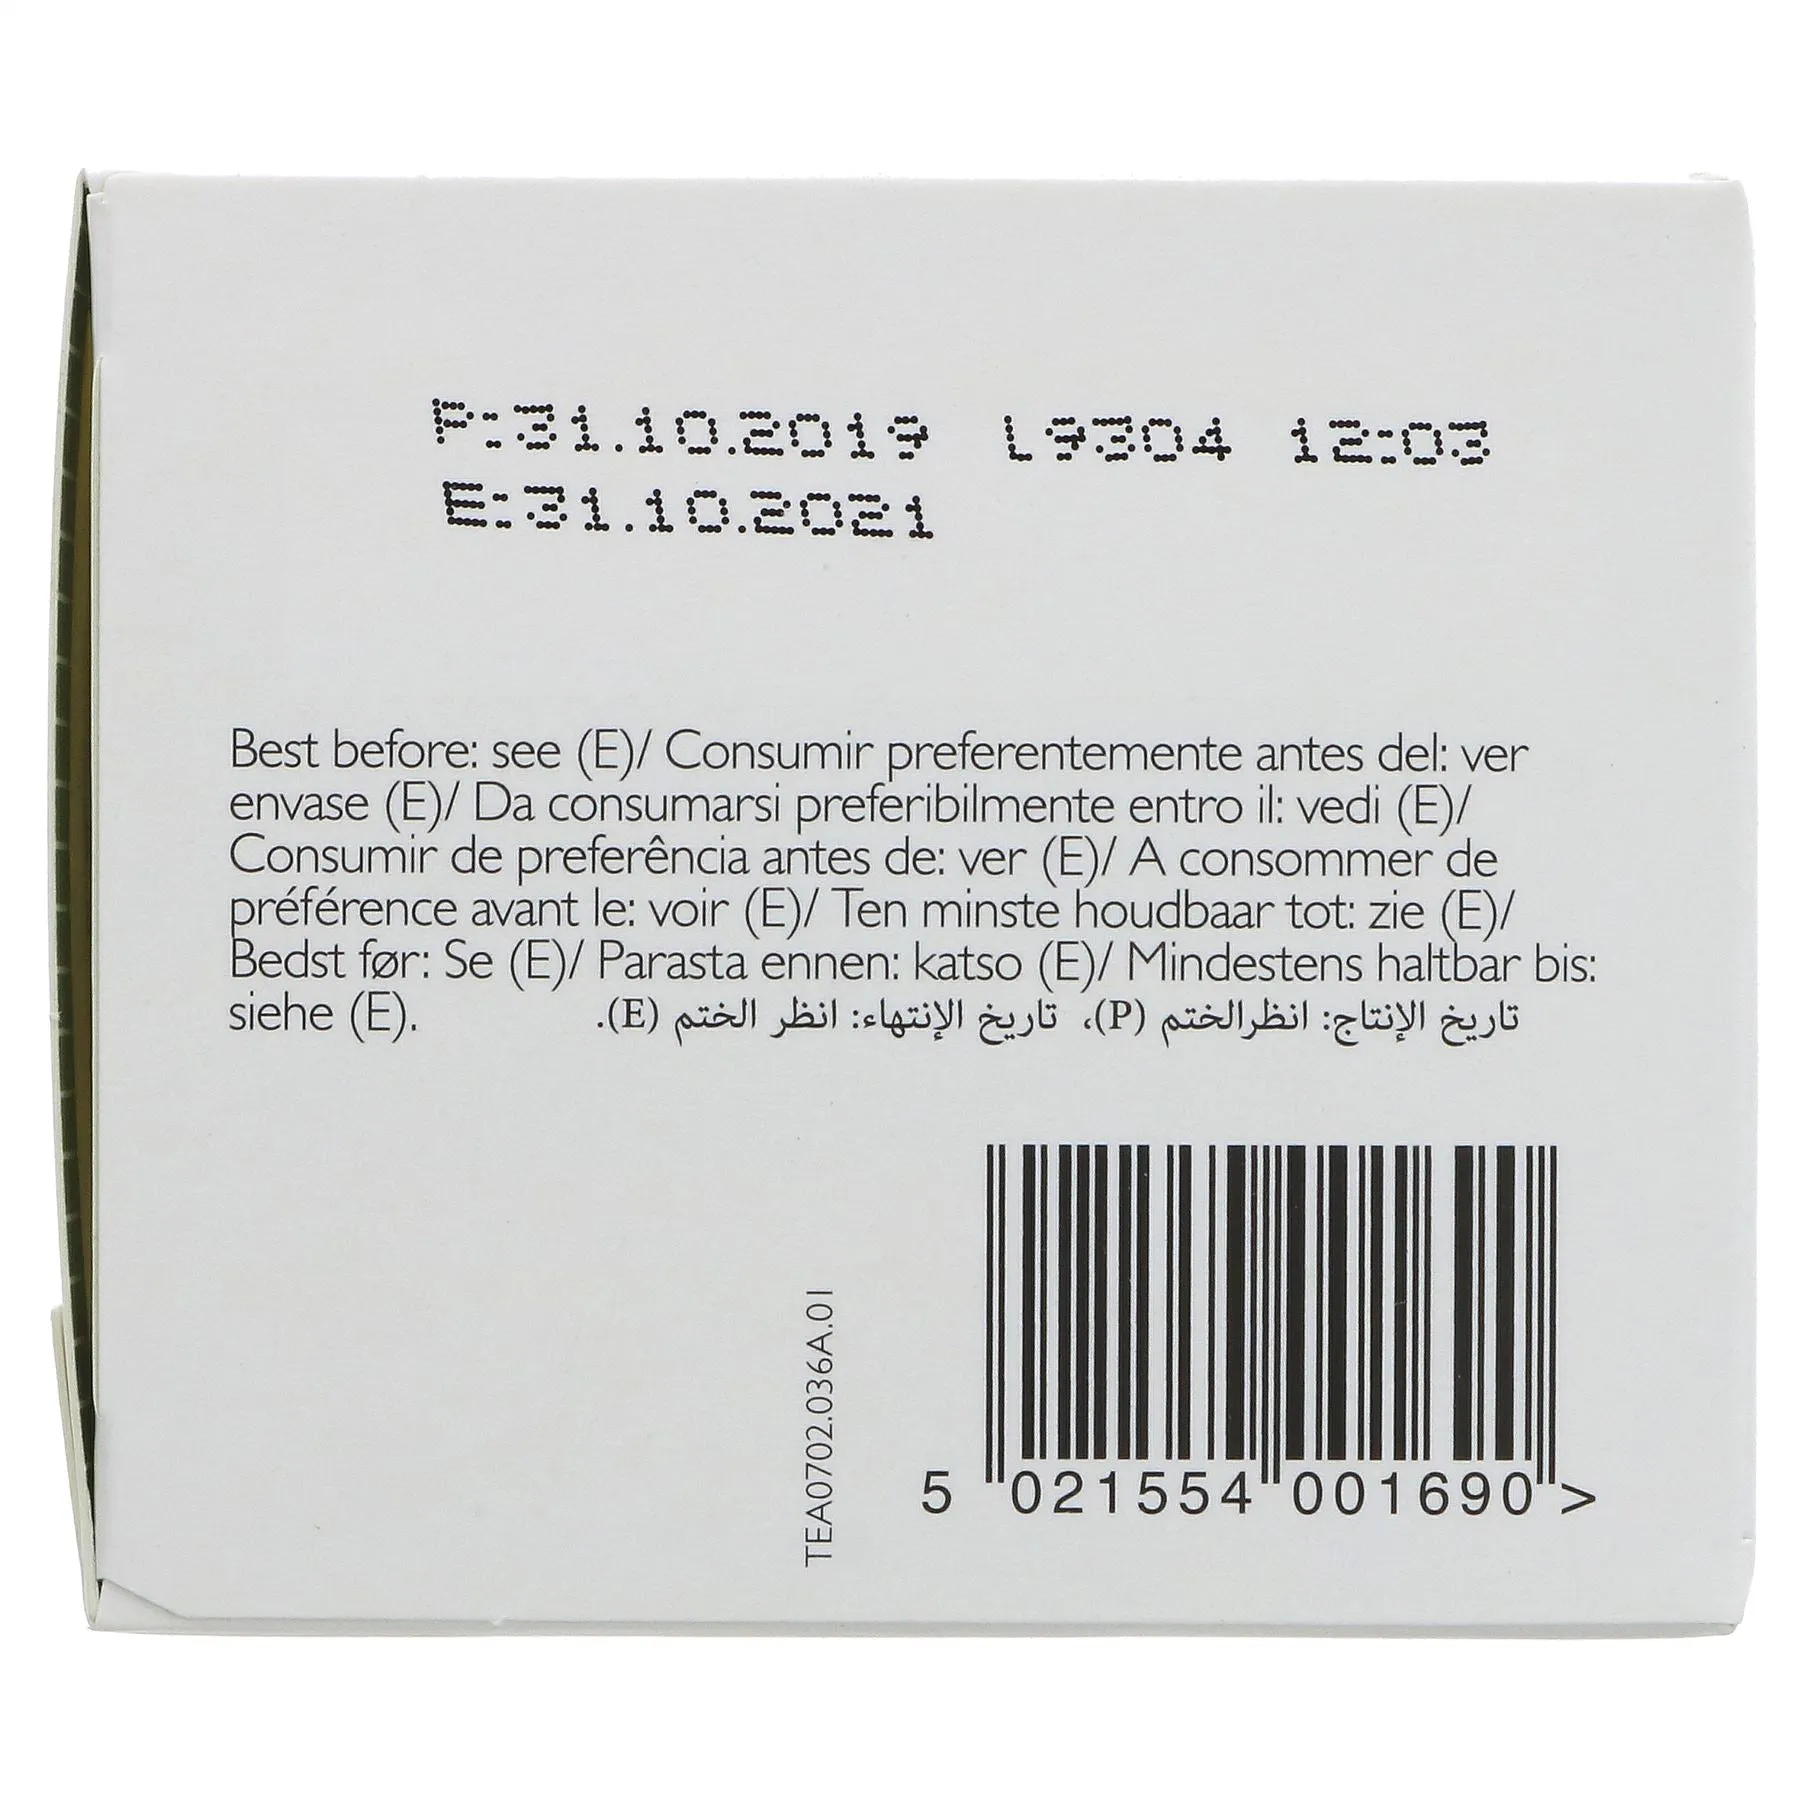 P:31.10.2019 L9304 12:03
E:31.10.2021
Best before: see (E)/ Consumir preferentemente antes del: ver
envase (E)/ Da consumarsi preferibilmente entro il: vedi (E)/
Consumir de preferência antes de: ver (E)/ A consommer de
préférence avant le: voir (E)/ Ten minste houdbaar tot: zie (E)/
Bedst før: Se (E)/ Parasta ennen: katso (E)/ Mindestens haltbar bis:
siehe (E).
تاريخ الإنتاج: انظرالختم (P)، تاريخ الإنتهاء: انظر الختم (E).
TEA0702.036A.01
5 021554 001690 >